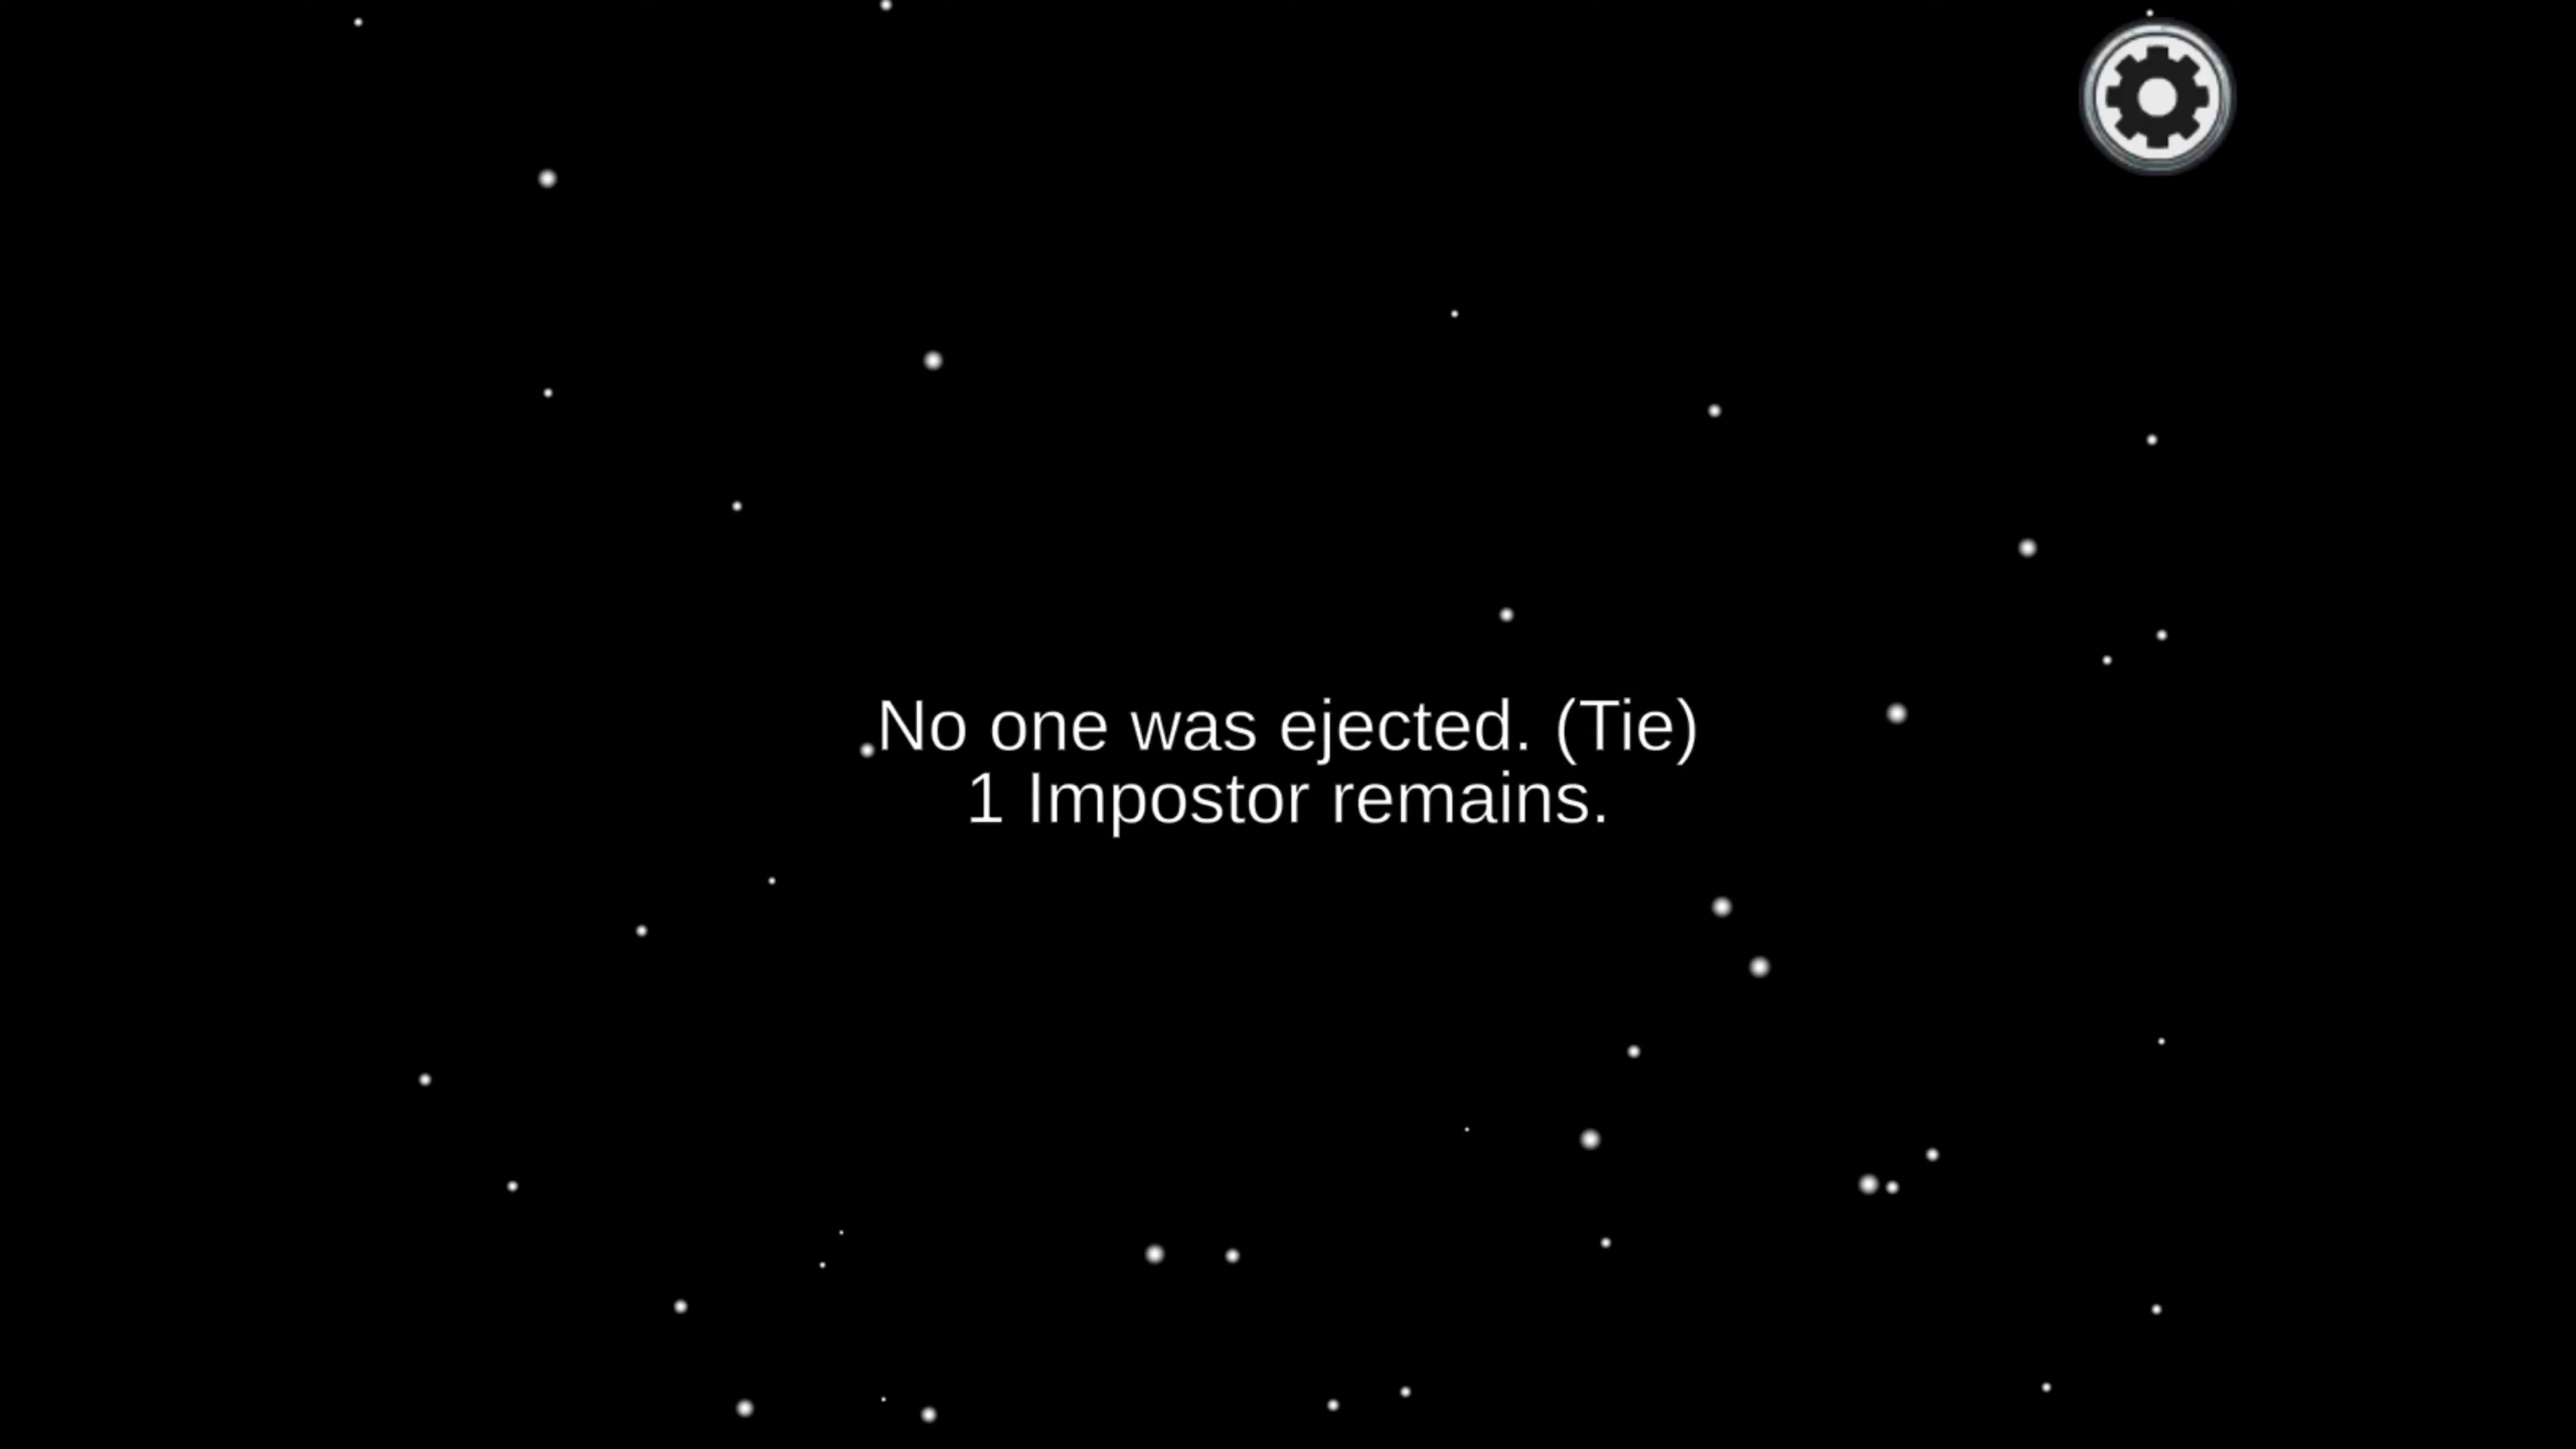 No one was ejected. (Tie)
1 Impostor remains.